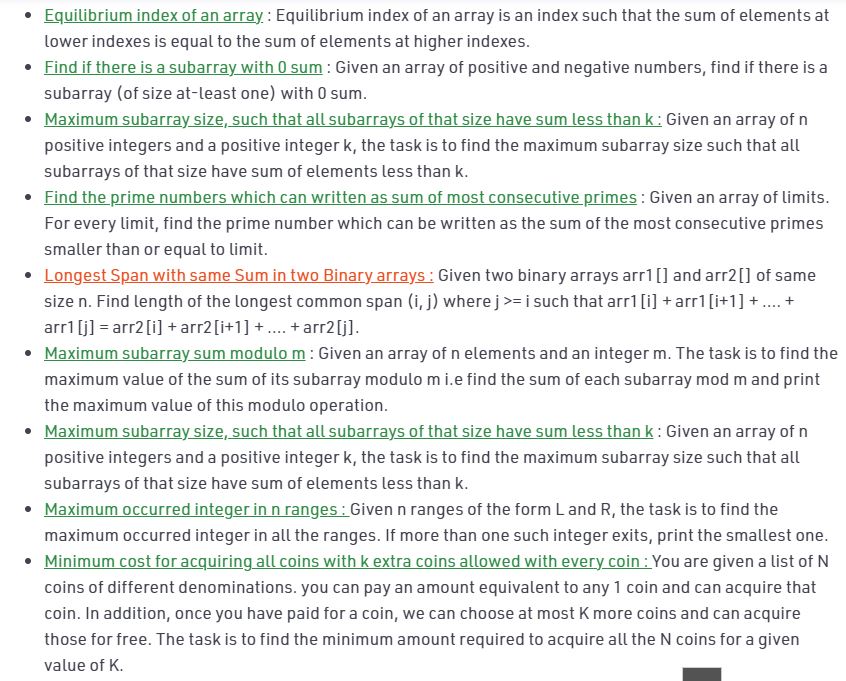 • Equilibrium index of an array : Equilibrium index of an array is an index such that the sum of elements at
lower indexes is equal to the sum of elements at higher indexes.
• Find if there is a subarray with 0 sum : Given an array of positive and negative numbers, find if there is a
subarray (of size at-least one) with 0 sum.
• Maximum subarray size, such that all subarrays of that size have sum less than k : Given an array of n
positive integers and a positive integer k, the task is to find the maximum subarray size such that all
subarrays of that size have sum of elements less than k.
• Find the prime numbers which can written as sum of most consecutive primes : Given an array of limits.
For every limit, find the prime number which can be written as the sum of the most consecutive primes
smaller than or equal to limit.
• Longest Span with same Sum in two Binary arrays : Given two binary arrays arr1[] and arr2[] of same
size n. Find length of the longest common span (i, j) where j >= i such that arr1[i] + arr1[i+1] + .... +
arr1[j] = arr2[i] + arr2[i+1] + .... + arr2[j].
• Maximum subarray sum modulo m : Given an array of n elements and an integer m. The task is to find the
maximum value of the sum of its subarray modulo m i.e find the sum of each subarray mod m and print
the maximum value of this modulo operation.
• Maximum subarray size, such that all subarrays of that size have sum less than k : Given an array of n
positive integers and a positive integer k, the task is to find the maximum subarray size such that all
subarrays of that size have sum of elements less than k.
• Maximum occurred integer in n ranges : Given n ranges of the form L and R, the task is to find the
maximum occurred integer in all the ranges. If more than one such integer exits, print the smallest one.
• Minimum cost for acquiring all coins with k extra coins allowed with every coin : You are given a list of N
coins of different denominations. you can pay an amount equivalent to any 1 coin and can acquire that
coin. In addition, once you have paid for a coin, we can choose at most K more coins and can acquire
those for free. The task is to find the minimum amount required to acquire all the N coins for a given
value of K.